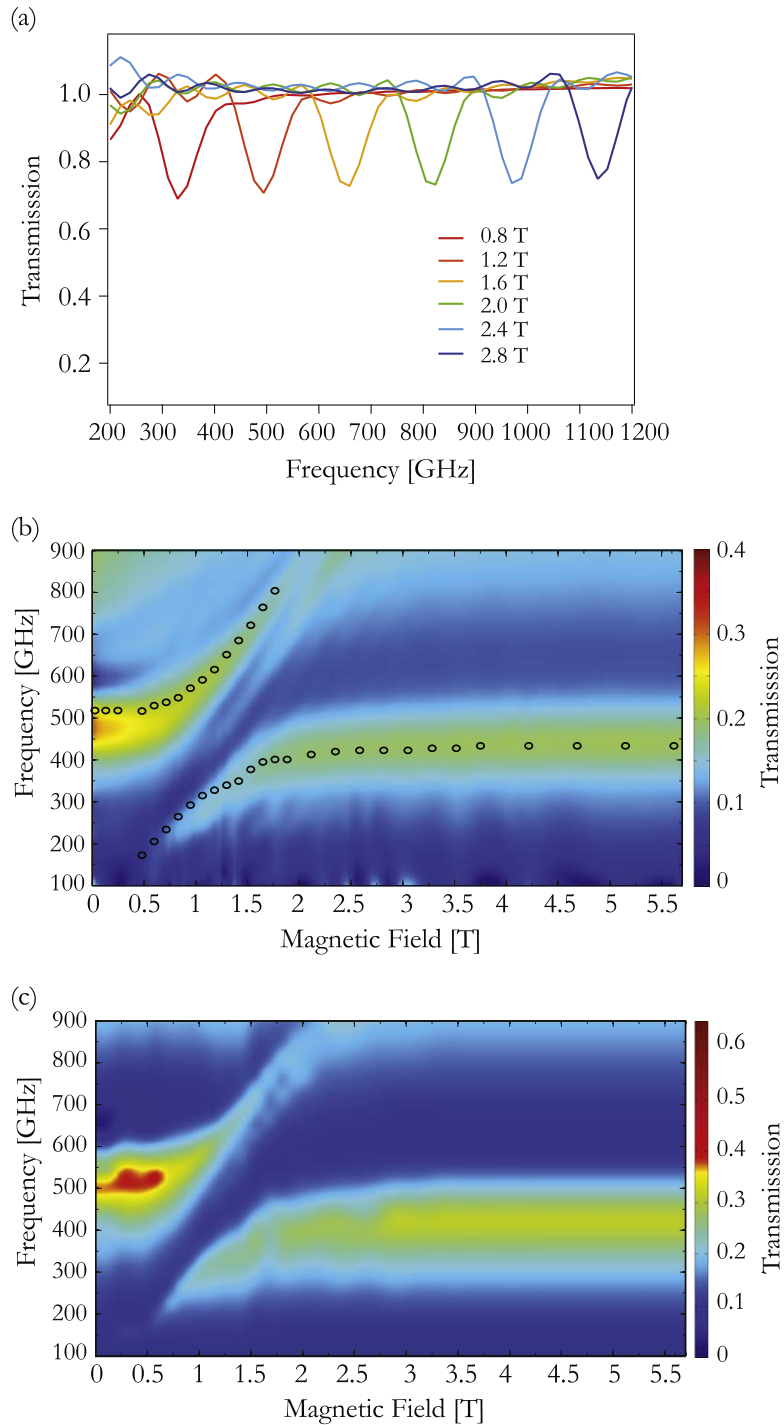 (a)
Transmisssion
1.0
0.8
0.6
0.4
0.2
0.8 T
1.2 T
1.6 T
2.0 T
2.4 T
2.8 T
200 300 400 500 600 700 800 900 1000 1100 1200
Frequency [GHz]
(b)
Frequency [GHz]
900
800
700
600
500
400
300
200
100
0 0.5 1 1.5 2 2.5 3 3.5 4 4.5 5 5.5
Magnetic Field [T]
0.4
0.3
0.2
0.1
0
Transmisssion
(c)
Frequency [GHz]
900
800
700
600
500
400
300
200
100
0 0.5 1 1.5 2 2.5 3 3.5 4 4.5 5 5.5
Magnetic Field [T]
0.6
0.5
0.4
0.3
0.2
0.1
0
Transmisssion